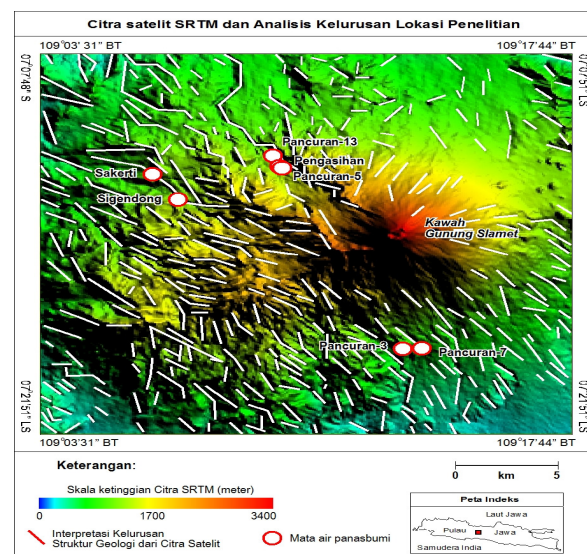 Citra satelit SRTM dan Analisis Kelurusan Lokasi Penelitian
109°03' 31" BT
109°17'44" BT
07°07'48" S
07°07'51" LS
Pancuran-13
Pengasihan
Pancuran-5
Sakerti
Sigendong
Kawah
Gunung Slamet
Pancuran-3
Pancuran-7
07°21'51" LS
07°21'51" LS
109°03'31" BT
109°17'44" BT
Keterangan:
Skala ketinggian Citra SRTM (meter)
0
1700
3400
Interpretasi Kelurusan
Struktur Geologi dari Citra Satelit
Mata air panasbumi
0
km
5
Peta Indeks
Laut Jawa
Pulau
Jawa
Samudera India